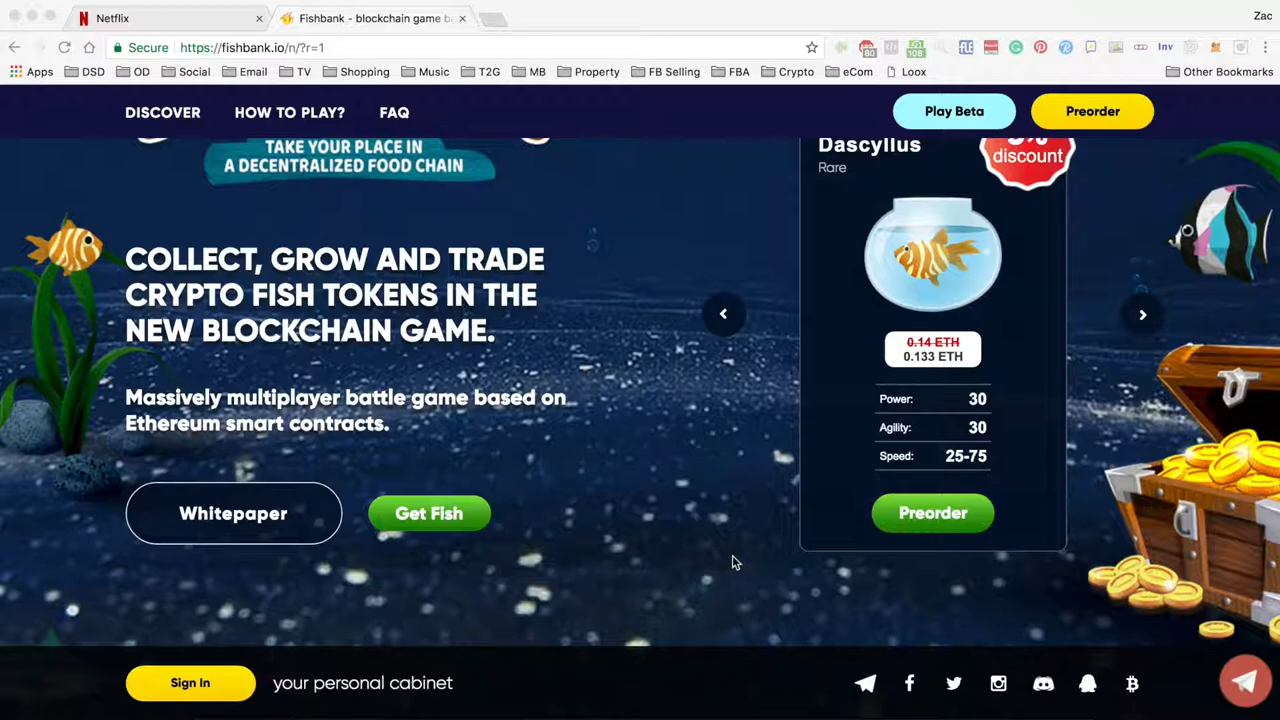 Zac
Netflix
Fishbank - blockchain game ba
Secure https://fishbank.io/n/?r=1
80
10B
Inv
Apps DSD OD Social Email TV Shopping Music T2G MB Property FB Selling FBA Crypto eCom Loox Other Bookmarks
DISCOVER HOW TO PLAY? FAQ Play Beta Preorder
TAKE YOUR PLACE IN
A DECENTRALIZED FOOD CHAIN
Dascyllus
Rare
discount
COLLECT, GROW AND TRADE
CRYPTO FISH TOKENS IN THE
NEW BLOCKCHAIN GAME.
0.14 ETH
0.133 ETH
Massively multiplayer battle game based on
Ethereum smart contracts.
Power: 30
Agility: 30
Speed: 25-75
Whitepaper Get Fish Preorder
Sign In your personal cabinet